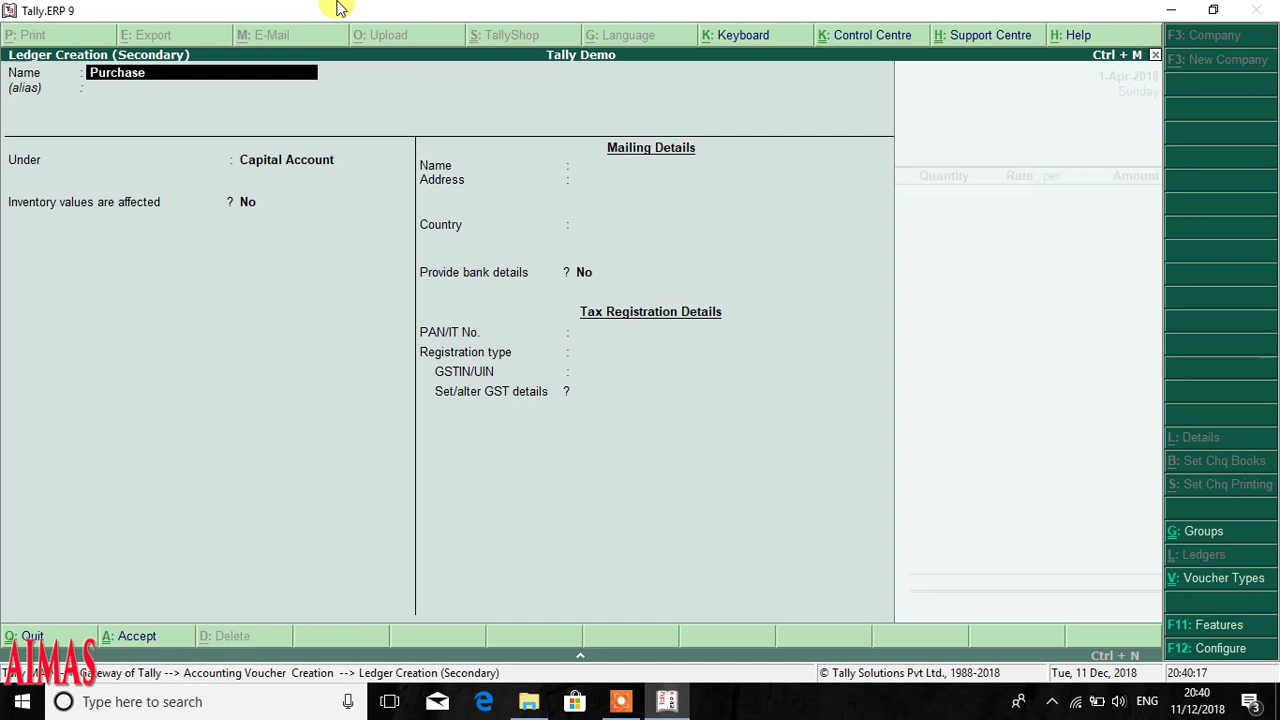 Tally.ERP 9
P: Print E: Export M: E-Mail O: Upload S: TallyShop G: Language K: Keyboard K: Control Centre H: Support Centre H: Help
F3: Company
Ledger Creation (Secondary) Tally Demo Ctrl + M
F3: New Company
Name : Purchase
(alias) :
1-Apr-2018
Sunday
Under : Capital Account
Inventory values are affected ? No
Mailing Details
Name :
Address :
Country :
Provide bank details ? No
Tax Registration Details
PAN/IT No. :
Registration type :
GSTIN/UIN :
Set/alter GST details ?
Quantity Rate per Amount
L: Details
B: Set Chq Books
S: Set Chq Printing
G: Groups
L: Ledgers
V: Voucher Types
F11: Features
F12: Configure
Q: Quit A: Accept D: Delete
Ctrl + N
AIMAS
Gateway of Tally --> Accounting Voucher Creation --> Ledger Creation (Secondary) © Tally Solutions Pvt Ltd., 1988-2018 Tue, 11 Dec, 2018 20:40:17
Type here to search
ENG
20:40
11/12/2018
3